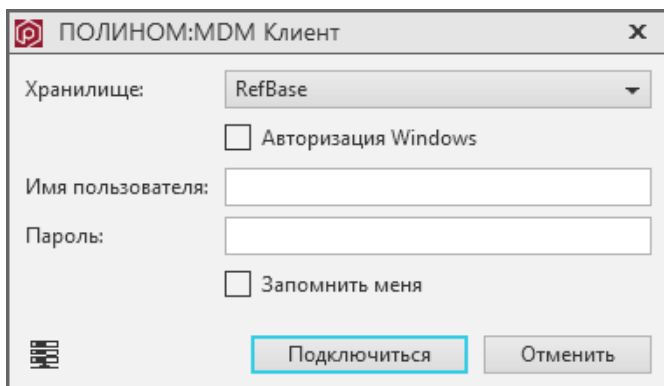 ПОЛИНОМ:MDM Клиент
Хранилище: RefBase
Авторизация Windows
Имя пользователя:
Пароль:
Запомнить меня
Подключиться Отменить